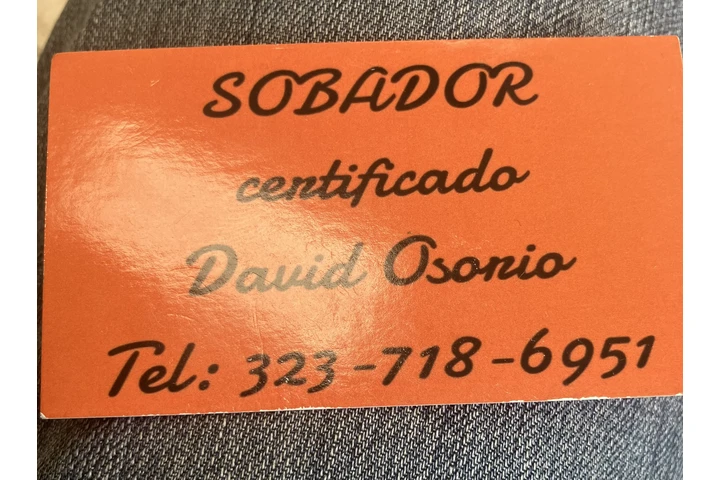 SOBADOR
certificado
David Osorio
Tel: 323-718-6951